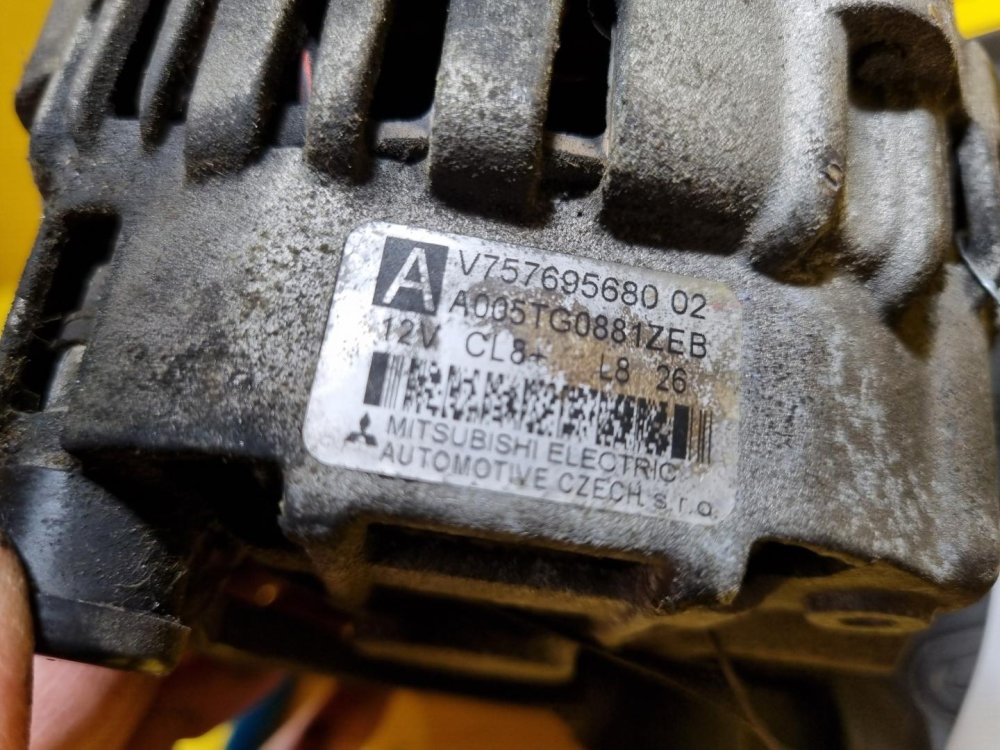 A V757695680 02
A005TG0881ZEB
12V CL8+ L8 26
MITSUBISHI ELECTRIC
AUTOMOTIVE CZECH s.r.o.